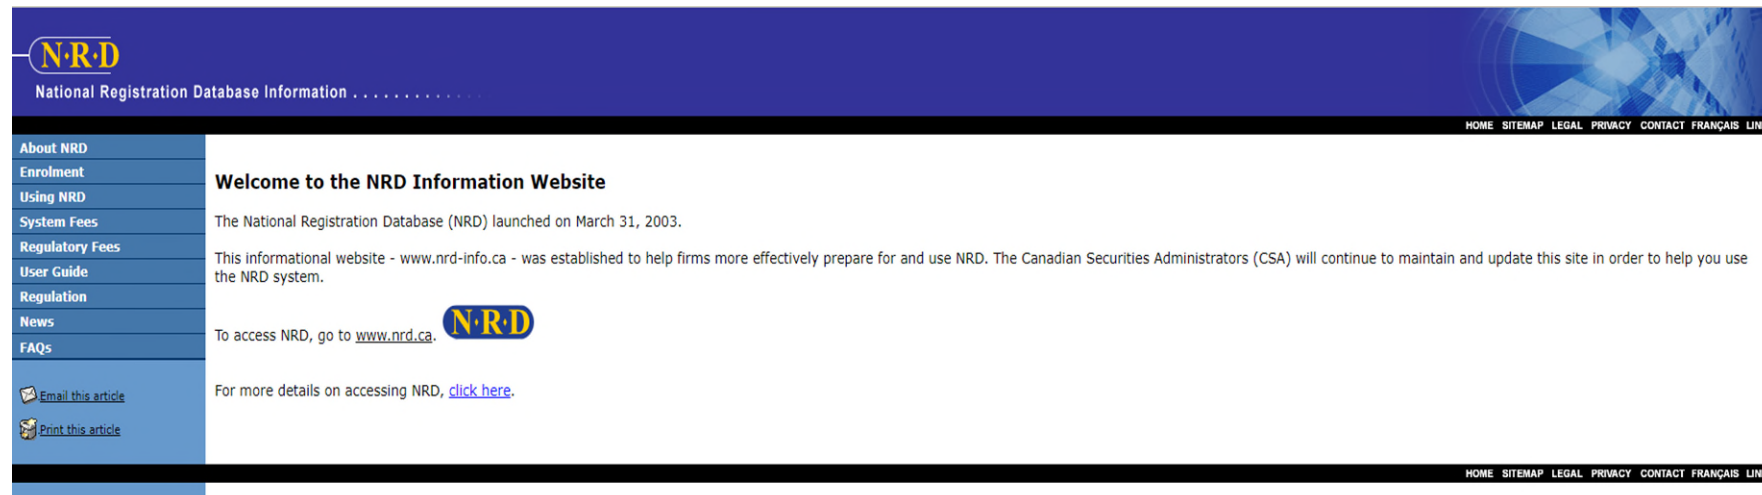 N·R·D
National Registration Database Information . . . . . . . . . . . . .
HOME SITEMAP LEGAL PRIVACY CONTACT FRANÇAIS LIN
About NRD
Enrolment
Using NRD
System Fees
Regulatory Fees
User Guide
Regulation
News
FAQs
Email this article
Print this article
Welcome to the NRD Information Website
The National Registration Database (NRD) launched on March 31, 2003.
This informational website - www.nrd-info.ca - was established to help firms more effectively prepare for and use NRD. The Canadian Securities Administrators (CSA) will continue to maintain and update this site in order to help you use
the NRD system.
To access NRD, go to www.nrd.ca. N·R·D
For more details on accessing NRD, click here.
HOME SITEMAP LEGAL PRIVACY CONTACT FRANÇAIS LIN